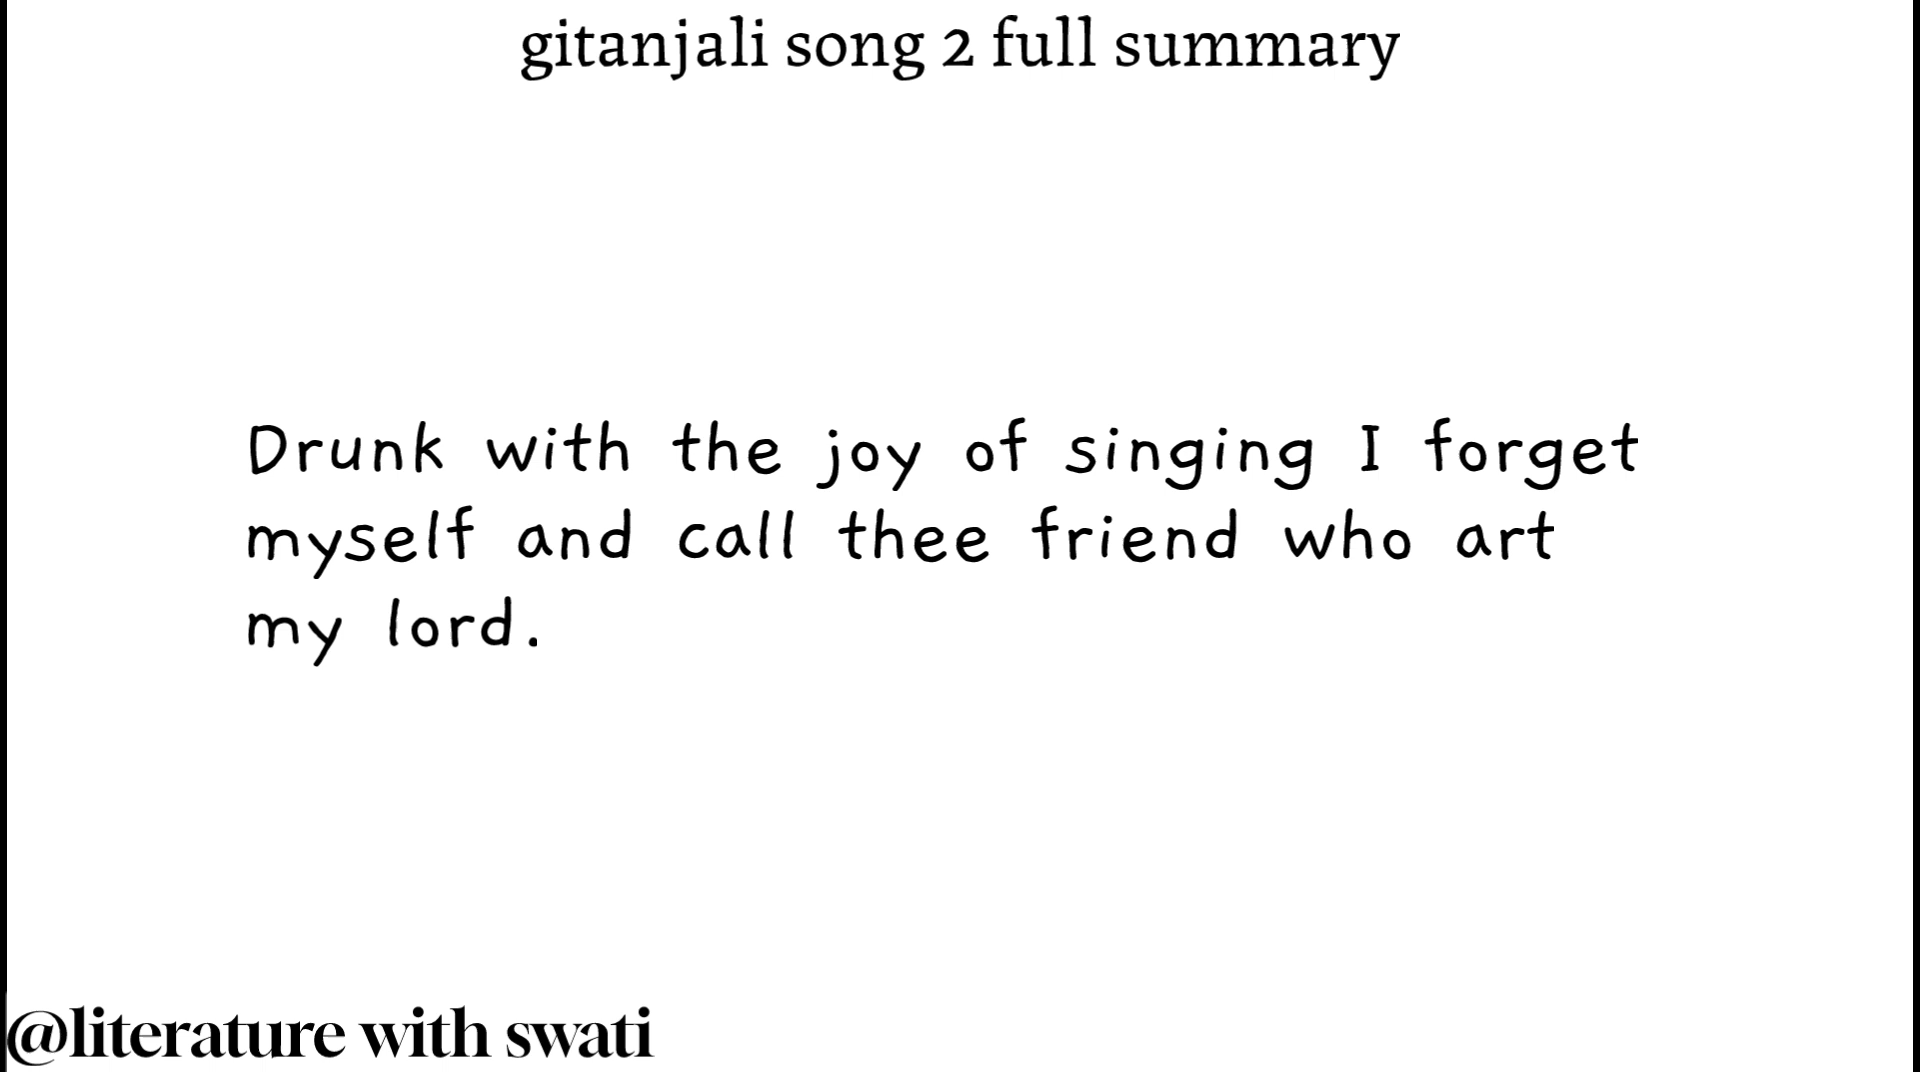 gitanjali song 2 full summary
Drunk with the joy of singing I forget
myself and call thee friend who art
my lord.
@literature with swati